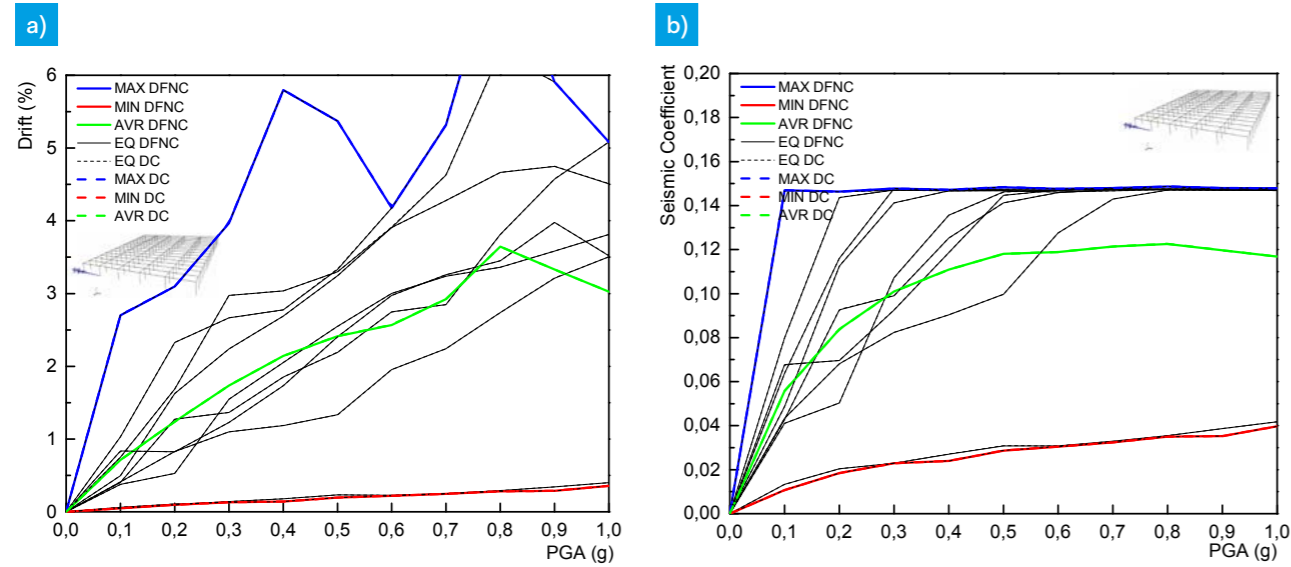 a)
Drift (%)
6
5
4
3
2
1
0
MAX DFNC
MIN DFNC
AVR DFNC
EQ DFNC
EQ DC
MAX DC
MIN DC
AVR DC
0,0 0,1 0,2 0,3 0,4 0,5 0,6 0,7 0,8 0,9 1,0
PGA (g)
b)
Seismic Coefficient
0,20
0,18
0,16
0,14
0,12
0,10
0,08
0,06
0,04
0,02
0,00
MAX DFNC
MIN DFNC
AVR DFNC
EQ DFNC
EQ DC
MAX DC
MIN DC
AVR DC
0,0 0,1 0,2 0,3 0,4 0,5 0,6 0,7 0,8 0,9 1,0
PGA (g)